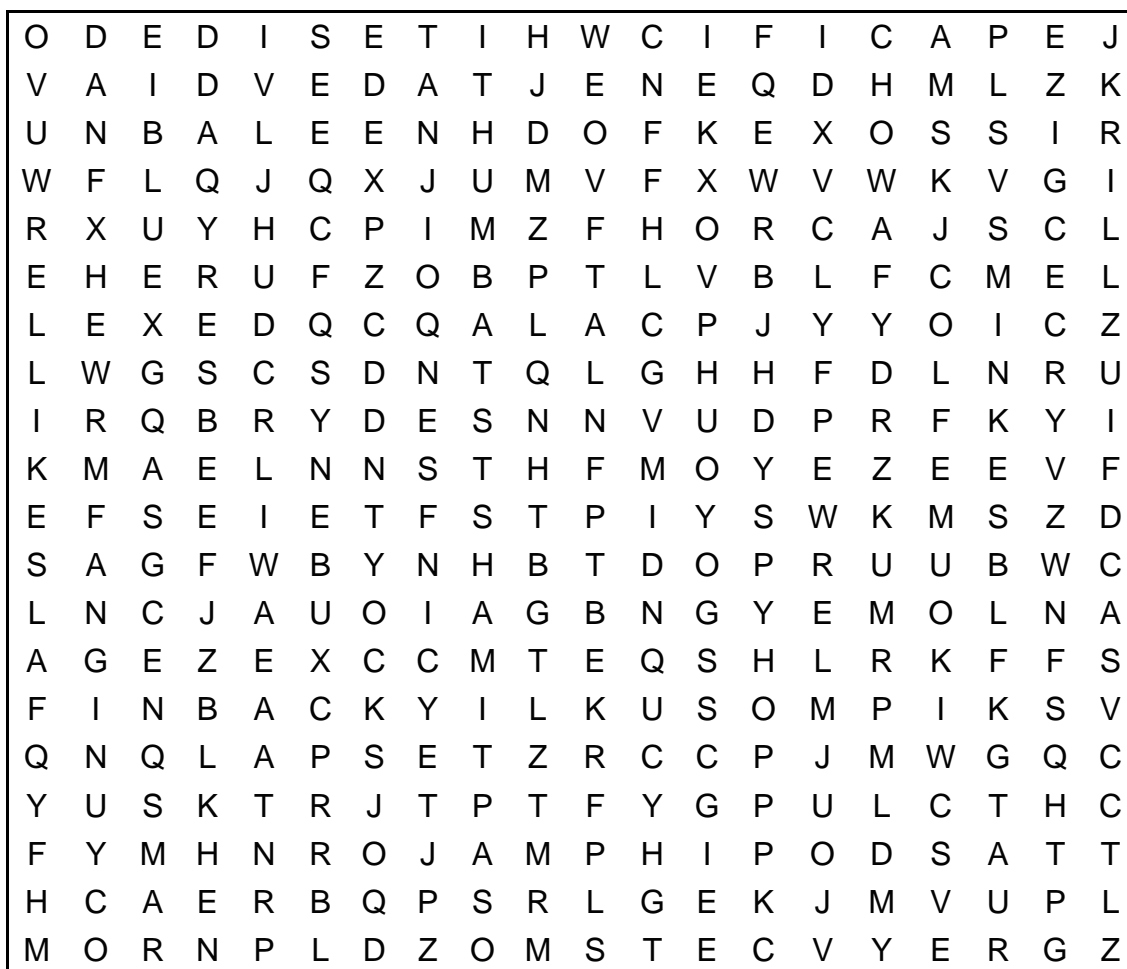 O D E D I S E T I H W C I F I C A P E J
V A I D V E D A T J E N E Q D H M L Z K
U N B A L E E N H D O F K E X O S S I R
W F L Q J Q X J U M V F X W V W K V G I
R X U Y H C P I M Z F H O R C A J S C L
E H E R U F Z O B P T L V B L F C M E L
L E X E D Q C Q A L A C P J Y Y O I C Z
L W G S C S D N T Q L G H H F D L N R U
I R Q B R Y D E S N N V U D P R F K Y I
K M A E L N N S T H F M O Y E Z E E V F
E F S E I E T F S T P I Y S W K M S Z D
S A G F W B Y N H B T D O P R U U B W C
L N C J A U O I A G B N G Y E M O L N A
A G E Z E X C C M T E Q S H L R K F F S
F I N B A C K Y I L K U S O M P I K S V
Q N Q L A P S E T Z R C C P J M W G Q C
Y U S K T R J T P T F Y G P U L C T H C
F Y M H N R O J A M P H I P O D S A T T
H C A E R B Q P S R L G E K J M V U P L
M O R N P L D Z O M S T E C V Y E R G Z